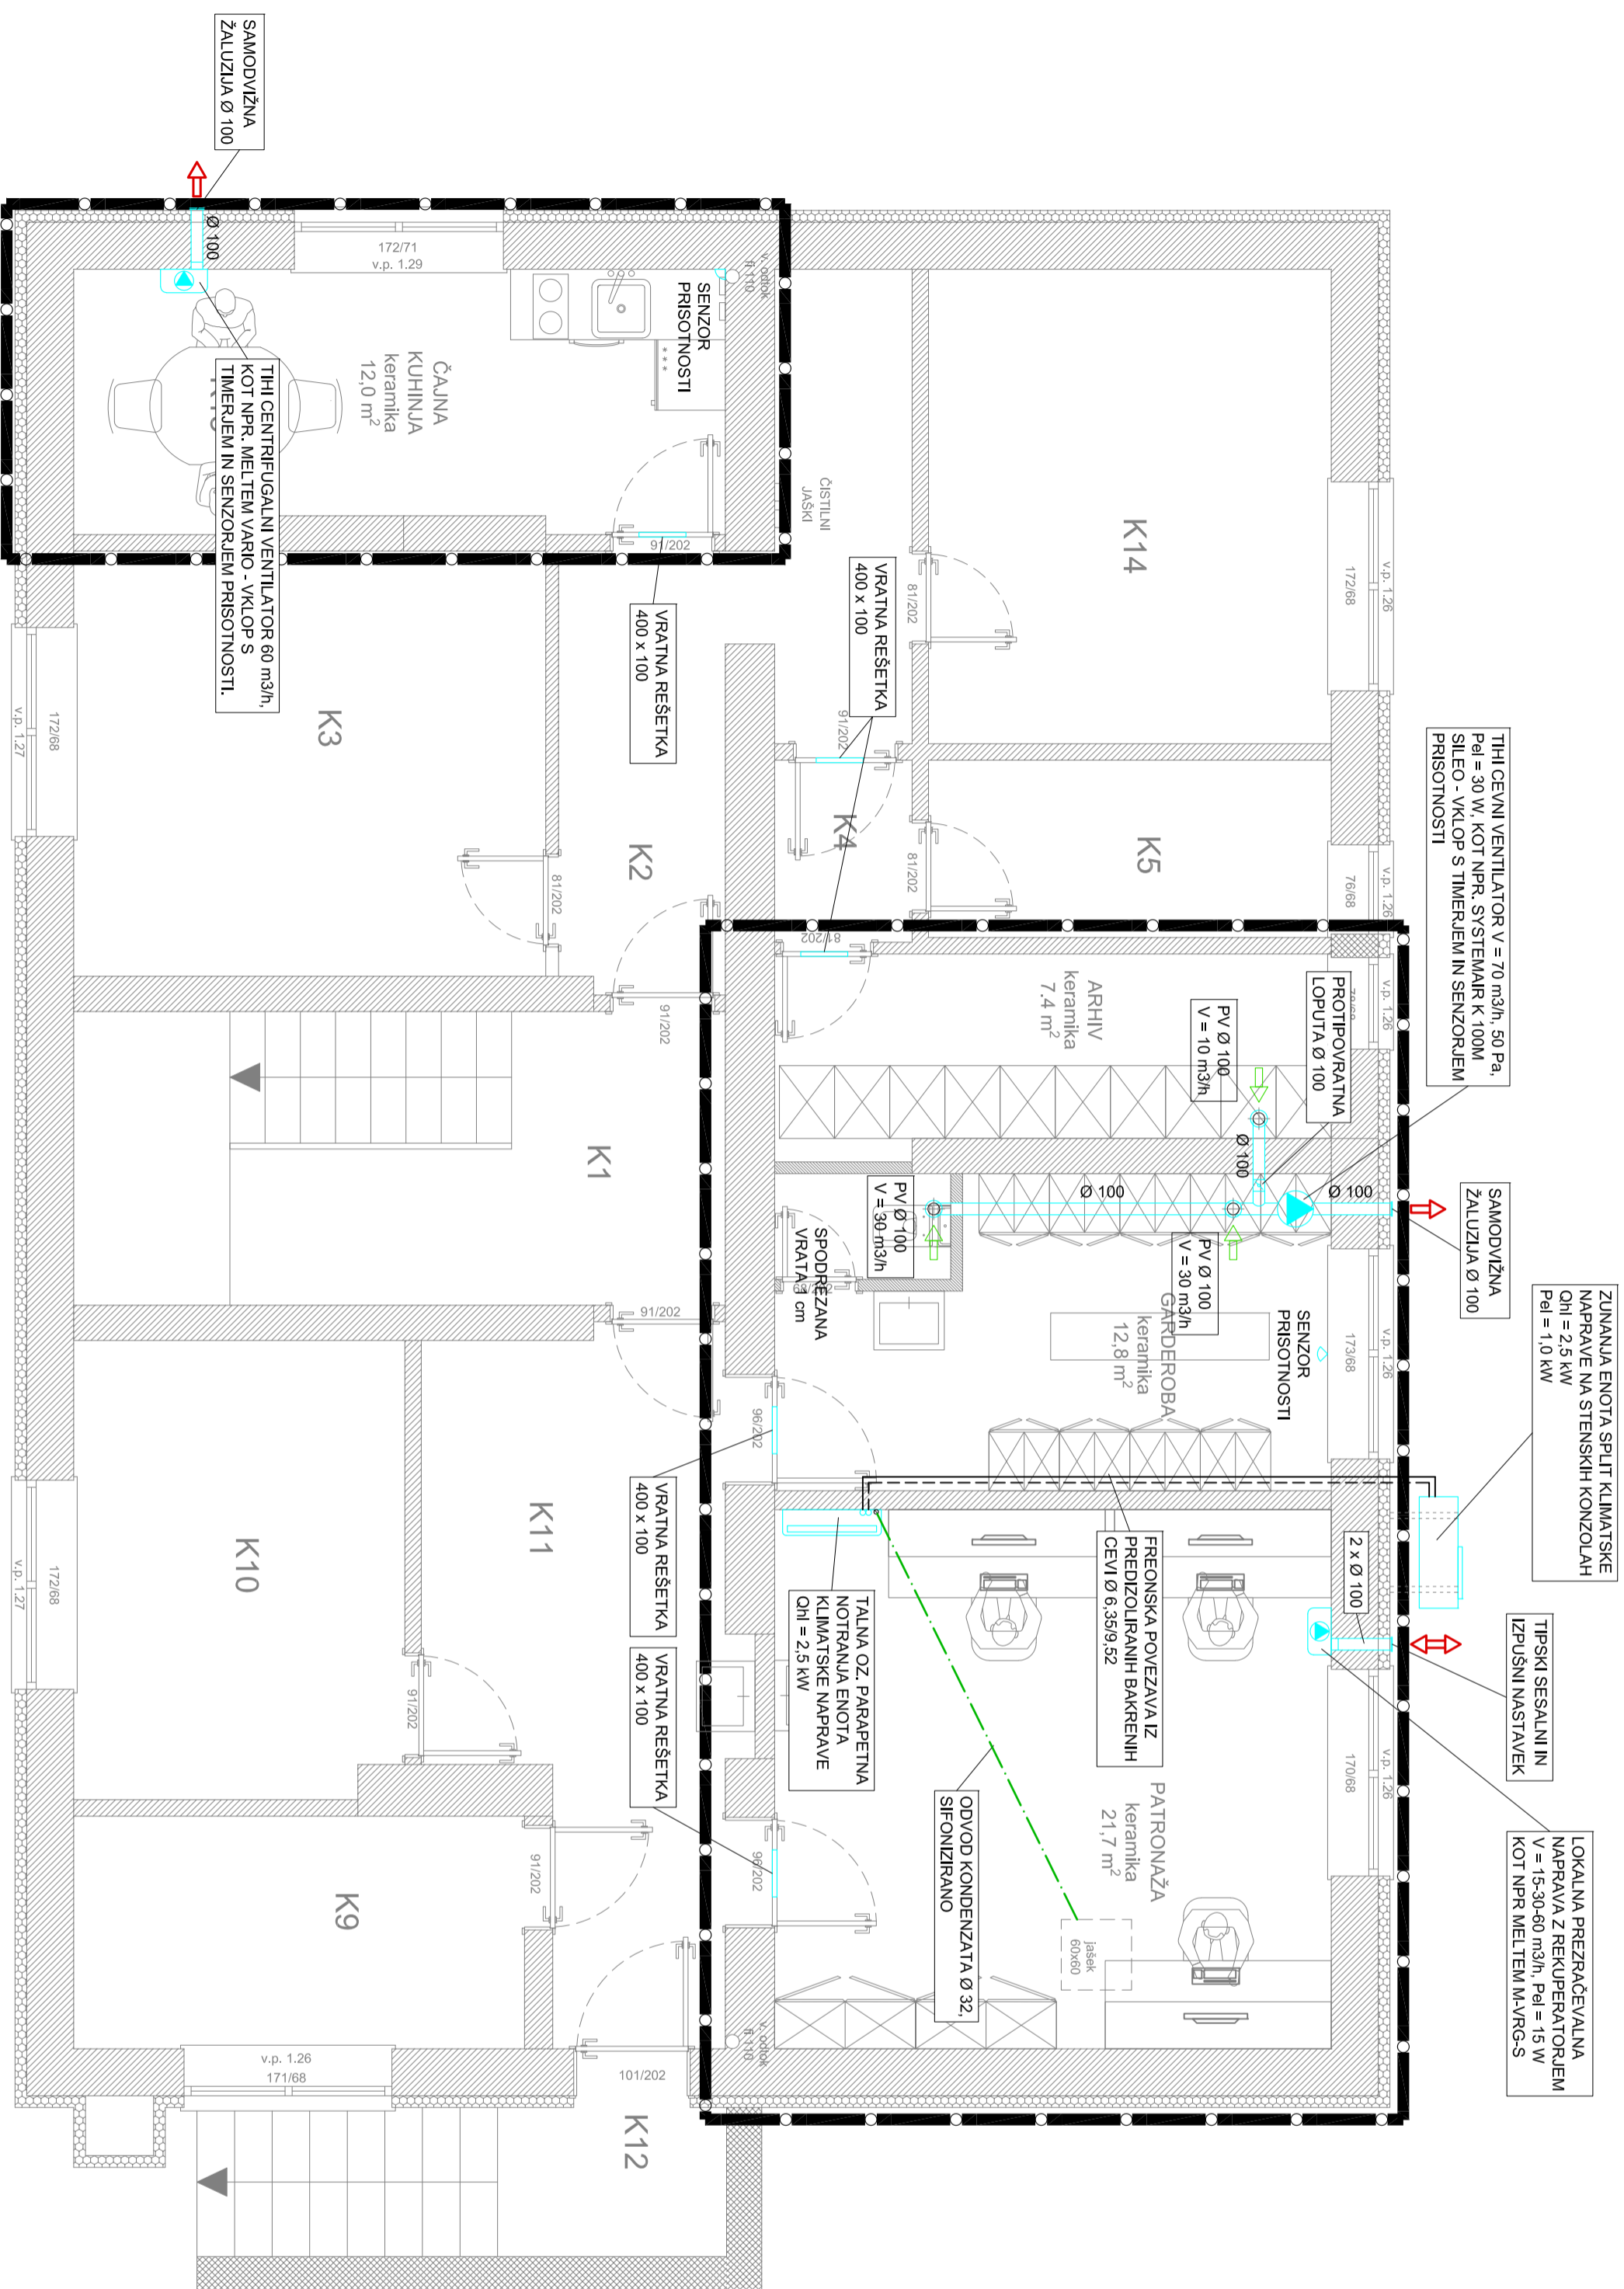 ZUNANJA ENOTA SPLIT KLIMATSKE
NAPRAVE NA STENSKIH KONZOLAH
Qhl = 2,5 kW
Pel = 1,0 kW
TIPSKI SESALNI IN
IZPUŠNI NASTAVEK
LOKALNA PREZRAČEVALNA
NAPRAVA Z REKUPERATORJEM
V = 15-30-60 m3/h, Pel = 15 W
KOT NPR MELTEM M-VRG-S
TIHI CEVNI VENTILATOR V = 70 m3/h, 50 Pa,
Pel = 30 W, KOT NPR. SYSTEMAIR K 100M
SILEO - VKLOP S TIMERJEM IN SENZORJEM
PRISOTNOSTI
SAMODVIŽNA
ŽALUZIJA Ø 100
v.p. 1.26
172/68
v.p. 1.26
76/68
v.p. 1.26
v.p. 1.26
173/68
v.p. 1.26
170/68
2 x Ø 100
PROTIPOVRATNA
LOPUTA Ø 100
Ø 100
SENZOR
PRISOTNOSTI
K14
K5
PV Ø 100
V = 10 m3/h
Ø 100
Ø 100
PV Ø 100
V = 30 m3/h
GARDEROBA
keramika
12,8 m2
FREONSKA POVEZAVA IZ
PREDIZOLIRANIH BAKRENIH
CEVI Ø 6,35/9,52
PATRONAŽA
keramika
21,7 m2
jašek
60x60
ARHIV
keramika
7,4 m2
ODVOD KONDENZATA Ø 32,
SIFONIZIRANO
81/202
81/202
VRATNA REŠETKA
400 x 100
K4
91/202
81/202
PV Ø 100
V = 30 m3/h
SPODREZANA
VRATA 1 cm
TALNA OZ. PARAPETNA
NOTRANJA ENOTA
KLIMATSKE NAPRAVE
Qhl = 2,5 kW
ČISTILNI
JAŠKI
96/202
96/202
v. odtok
fi 110
v. odtok
fi 110
SENZOR
PRISOTNOSTI
VRATNA REŠETKA
400 x 100
91/202
91/202
91/202
VRATNA REŠETKA
400 x 100
VRATNA REŠETKA
400 x 100
K2
K1
K11
K12
101/202
81/202
91/202
91/202
ČAJNA
KUHINJA
keramika
12,0 m2
172/71
v.p. 1.29
K3
K10
K9
TIHI CENTRIFUGALNI VENTILATOR 60 m3/h,
KOT NPR. MELTEM VARIO - VKLOP S
TIMERJEM IN SENZORJEM PRISOTNOSTI.
Ø 100
SAMODVIŽNA
ŽALUZIJA Ø 100
172/68
v.p. 1.27
172/68
v.p. 1.27
v.p. 1.26
171/68